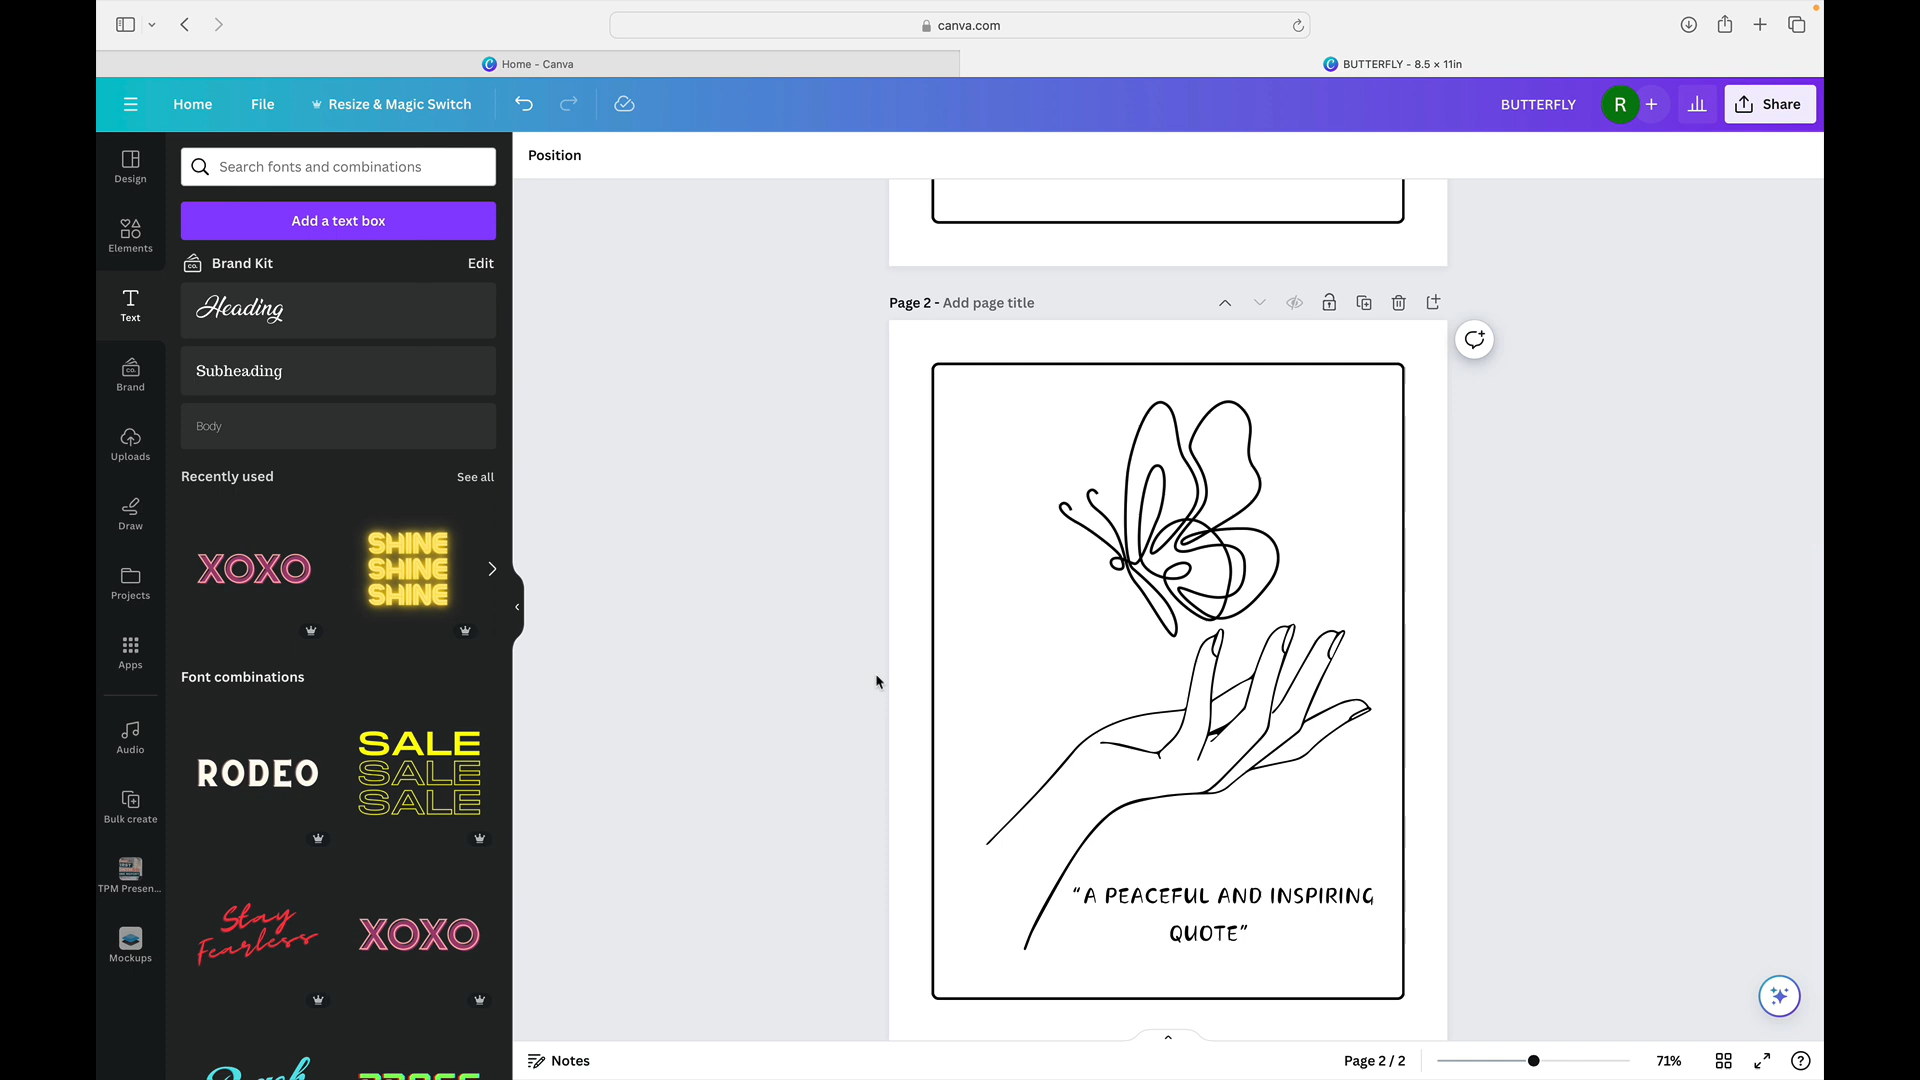 canva.com
Home - Canva
BUTTERFLY - 8.5 × 11in
Home
File
Resize & Magic Switch
BUTTERFLY
R
Share
Design
Elements
Text
Brand
Uploads
Draw
Projects
Apps
Audio
Bulk create
TPM Presen...
Mockups
Search fonts and combinations
Add a text box
CO.
Brand Kit
Edit
Heading
Subheading
Body
Recently used
See all
XOXO
SHINE
SHINE
SHINE
Font combinations
RODEO
SALE
SALE
SALE
Stay
Fearless
XOXO
Position
Page 2 - Add page title
“A PEACEFUL AND INSPIRING
QUOTE”
Notes
Page 2 / 2
71%